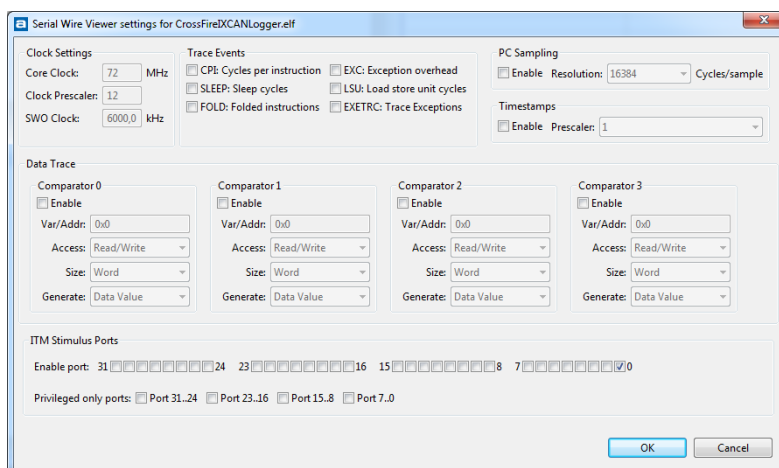 a Serial Wire Viewer settings for CrossFireIXCANLogger.elf
Clock Settings
Core Clock: 72 MHz
Clock Prescaler: 12
SWO Clock: 6000,0 kHz
Trace Events
CPI: Cycles per instruction EXC: Exception overhead
SLEEP: Sleep cycles LSU: Load store unit cycles
FOLD: Folded instructions EXETRC: Trace Exceptions
PC Sampling
Enable Resolution: 16384 Cycles/sample
Timestamps
Enable Prescaler: 1
Data Trace
Comparator 0
Enable
Var/Addr: 0x0
Access: Read/Write
Size: Word
Generate: Data Value
Comparator 1
Enable
Var/Addr: 0x0
Access: Read/Write
Size: Word
Generate: Data Value
Comparator 2
Enable
Var/Addr: 0x0
Access: Read/Write
Size: Word
Generate: Data Value
Comparator 3
Enable
Var/Addr: 0x0
Access: Read/Write
Size: Word
Generate: Data Value
ITM Stimulus Ports
Enable port: 31 24 23 16 15 8 7 0
Privileged only ports: Port 31..24 Port 23..16 Port 15..8 Port 7..0
OK Cancel